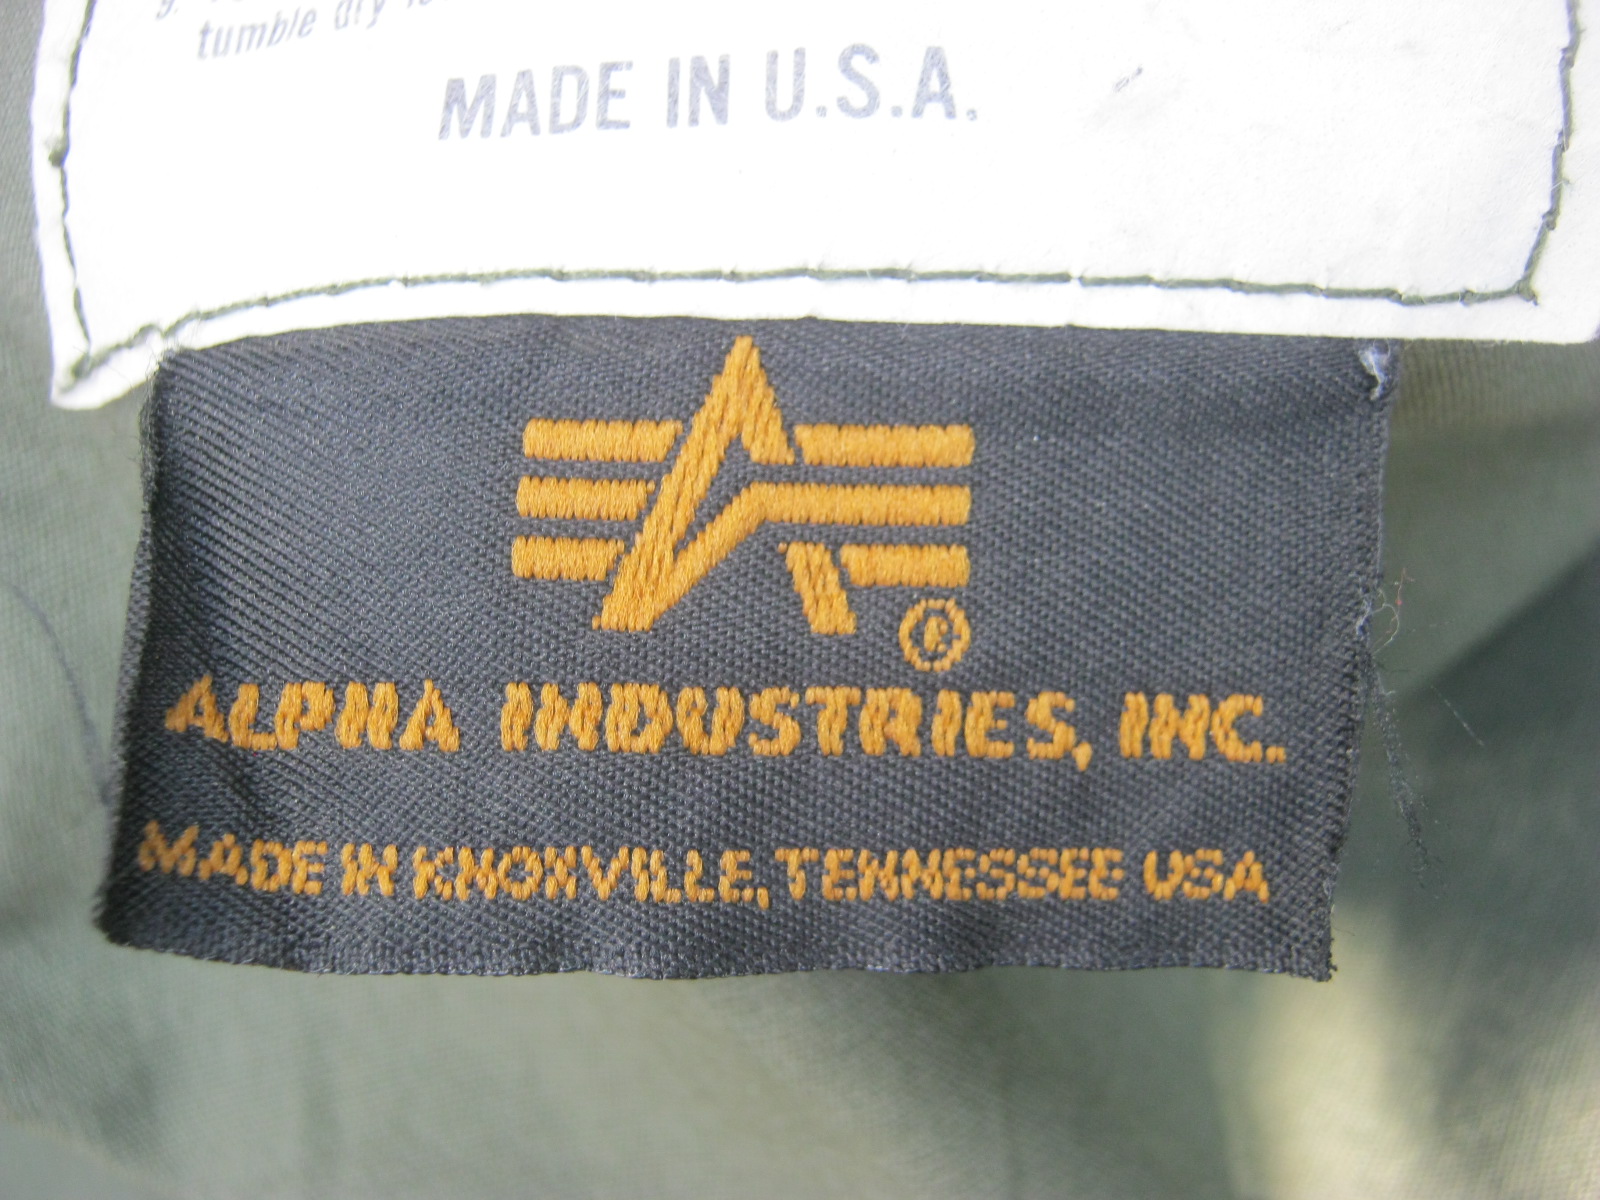 tumble dry
MADE IN U.S.A.
®
ALPHA INDUSTRIES, INC.
MADE IN KNOXVILLE, TENNESSEE USA